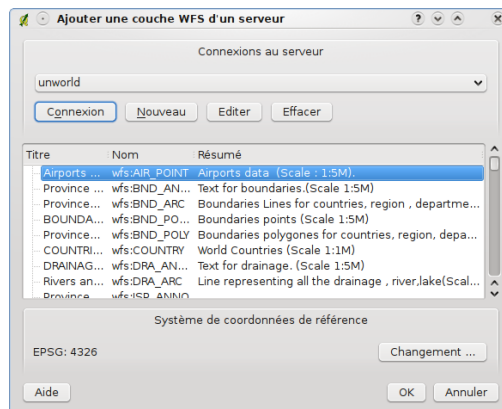 Ajouter une couche WFS d'un serveur
Connexions au serveur
unworld
Connexion Nouveau Editer Effacer
Titre Nom Résumé
Airports ... wfs:AIR_POINT Airports data (Scale : 1:5M).
Province ... wfs:BND_AN... Text for boundaries.(Scale 1:5M)
Province... wfs:BND_ARC Boundaries Lines for countries, region , departme...
BOUNDA... wfs:BND_PO... Boundaries points (Scale 1:5M)
Province... wfs:BND_POLY Boundaries polygones for countries, region, depa...
COUNTRI... wfs:COUNTRY World Countries (Scale 1:1M)
DRAINAG... wfs:DRA_AN... Text for drainage. (Scale 1:5M)
Rivers an... wfs:DRA_ARC Line representing all the drainage , river,lake(Scal...
Province
Système de coordonnées de référence
EPSG: 4326 Changement ...
Aide OK Annuler